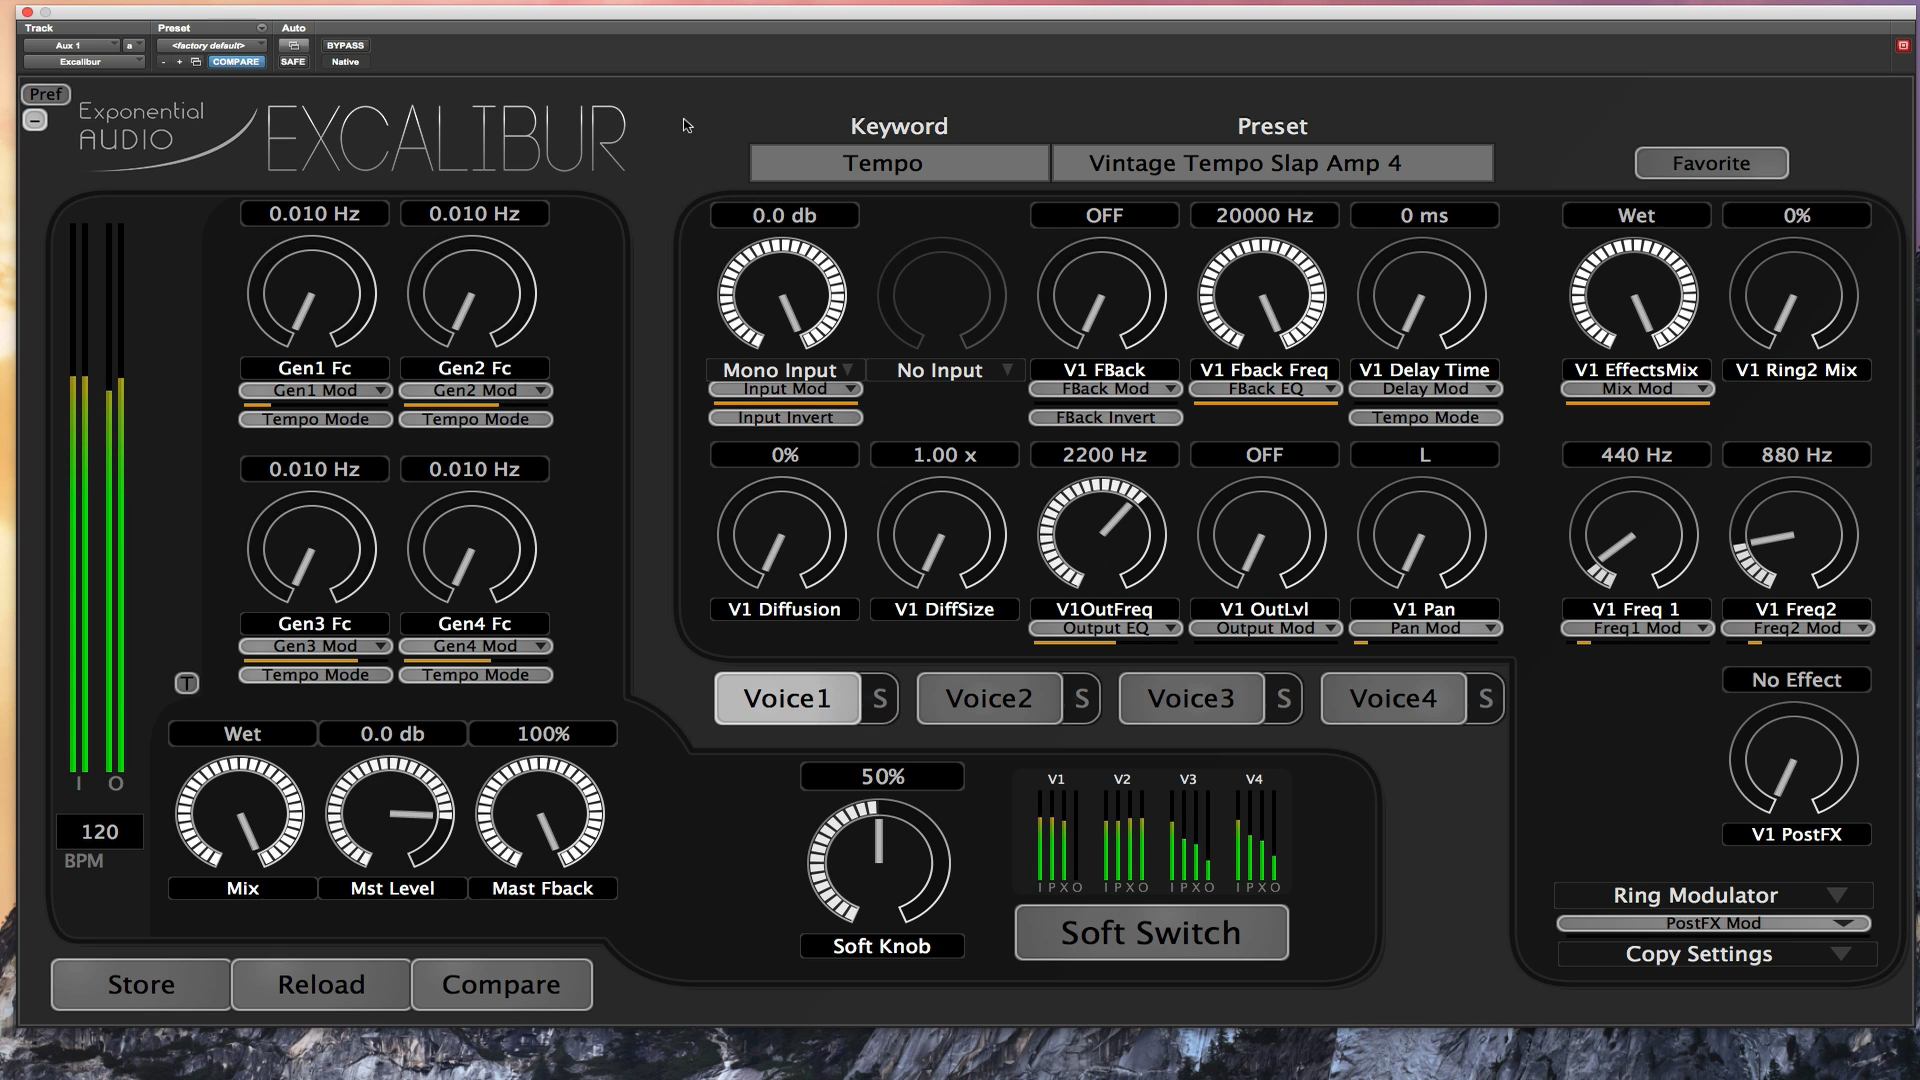 Track
Preset
Auto
Aux 1
a
<factory default>
BYPASS
Excalibur
- +
COMPARE
SAFE
Native
Pref
−
Exponential
AUDIO
EXCALIBUR
Keyword
Preset
Tempo
Vintage Tempo Slap Amp 4
Favorite
0.010 Hz
0.010 Hz
Gen1 Fc
Gen2 Fc
Gen1 Mod
Gen2 Mod
Tempo Mode
Tempo Mode
0.010 Hz
0.010 Hz
Gen3 Fc
Gen4 Fc
Gen3 Mod
Gen4 Mod
Tempo Mode
Tempo Mode
T
I O
120
BPM
Wet
0.0 db
100%
Mix
Mst Level
Mast Fback
Store
Reload
Compare
0.0 db
OFF
20000 Hz
0 ms
Wet
0%
Mono Input
No Input
V1 FBack
V1 Fback Freq
V1 Delay Time
V1 EffectsMix
V1 Ring2 Mix
Input Mod
FBack Mod
FBack EQ
Delay Mod
Mix Mod
Input Invert
FBack Invert
Tempo Mode
0%
1.00 x
2200 Hz
OFF
L
440 Hz
880 Hz
V1 Diffusion
V1 DiffSize
V1OutFreq
V1 OutLvl
V1 Pan
V1 Freq 1
V1 Freq2
Output EQ
Output Mod
Pan Mod
Freq1 Mod
Freq2 Mod
Voice1
S
Voice2
S
Voice3
S
Voice4
S
No Effect
V1 PostFX
50%
Soft Knob
V1 V2 V3 V4
I P X O I P X O I P X O I P X O
Soft Switch
Ring Modulator
PostFX Mod
Copy Settings